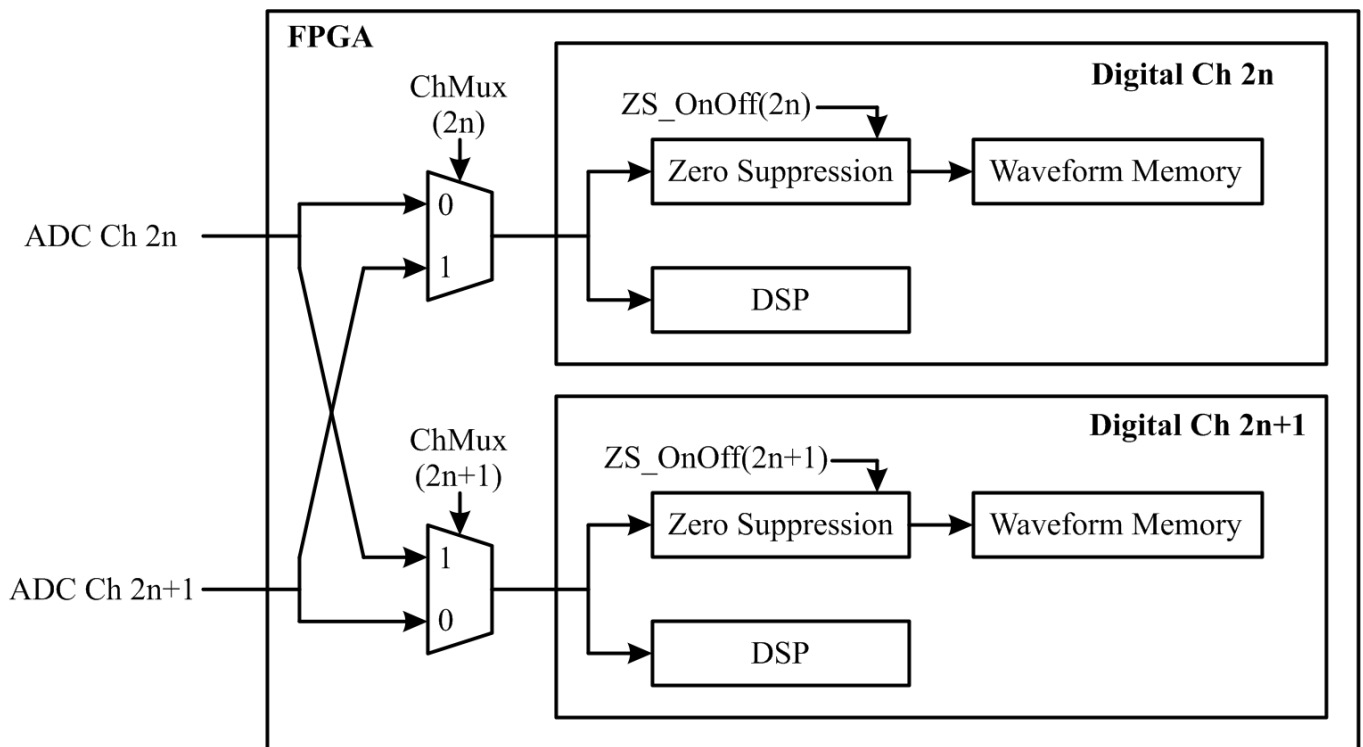 FPGA
Digital Ch 2n
ChMux
(2n)
ZS_OnOff(2n)
Zero Suppression
Waveform Memory
0
ADC Ch 2n
1
DSP
Digital Ch 2n+1
ChMux
(2n+1)
ZS_OnOff(2n+1)
Zero Suppression
Waveform Memory
1
ADC Ch 2n+1
0
DSP